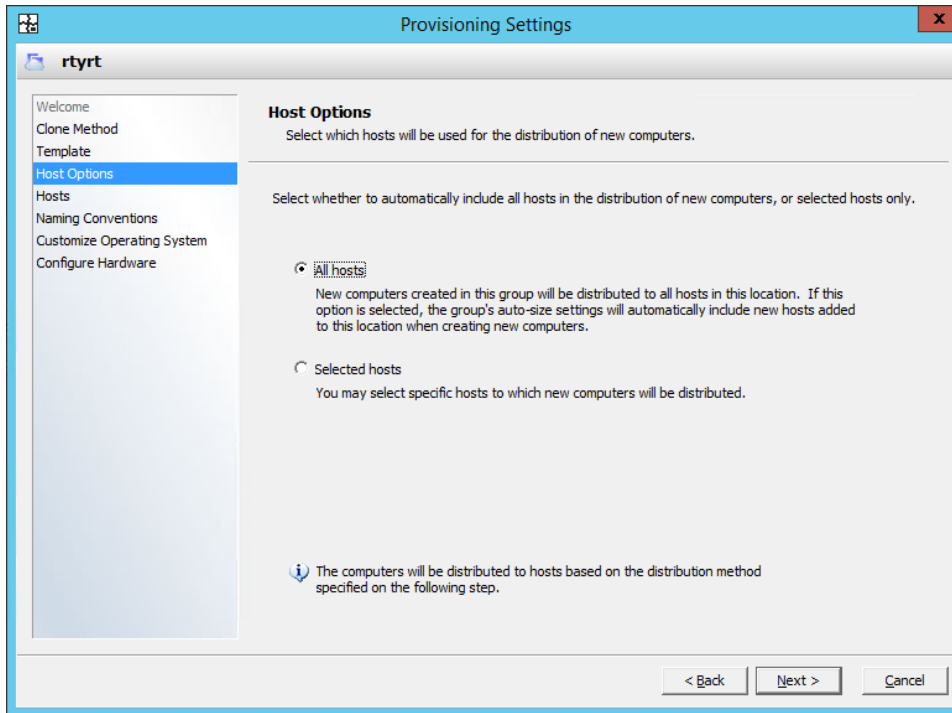 Provisioning Settings
x
rtyrt
Welcome
Clone Method
Template
Host Options
Hosts
Naming Conventions
Customize Operating System
Configure Hardware
Host Options
Select which hosts will be used for the distribution of new computers.
Select whether to automatically include all hosts in the distribution of new computers, or selected hosts only.
All hosts
New computers created in this group will be distributed to all hosts in this location. If this
option is selected, the group's auto-size settings will automatically include new hosts added
to this location when creating new computers.
Selected hosts
You may select specific hosts to which new computers will be distributed.
The computers will be distributed to hosts based on the distribution method
specified on the following step.
< Back
Next >
Cancel